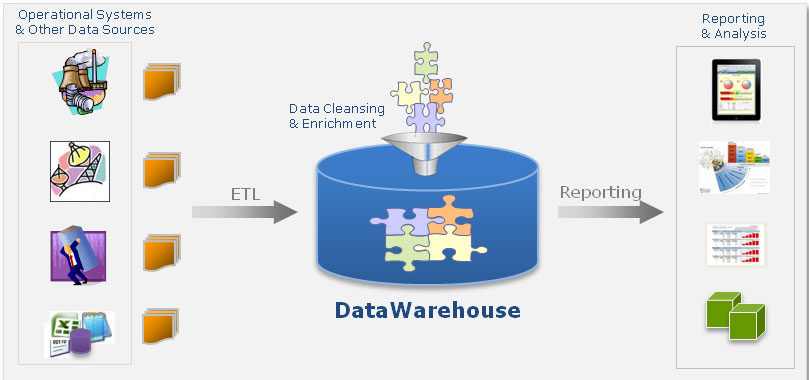 Operational Systems
& Other Data Sources
Reporting
& Analysis
Data Cleansing
& Enrichment
ETL
Reporting
DataWarehouse